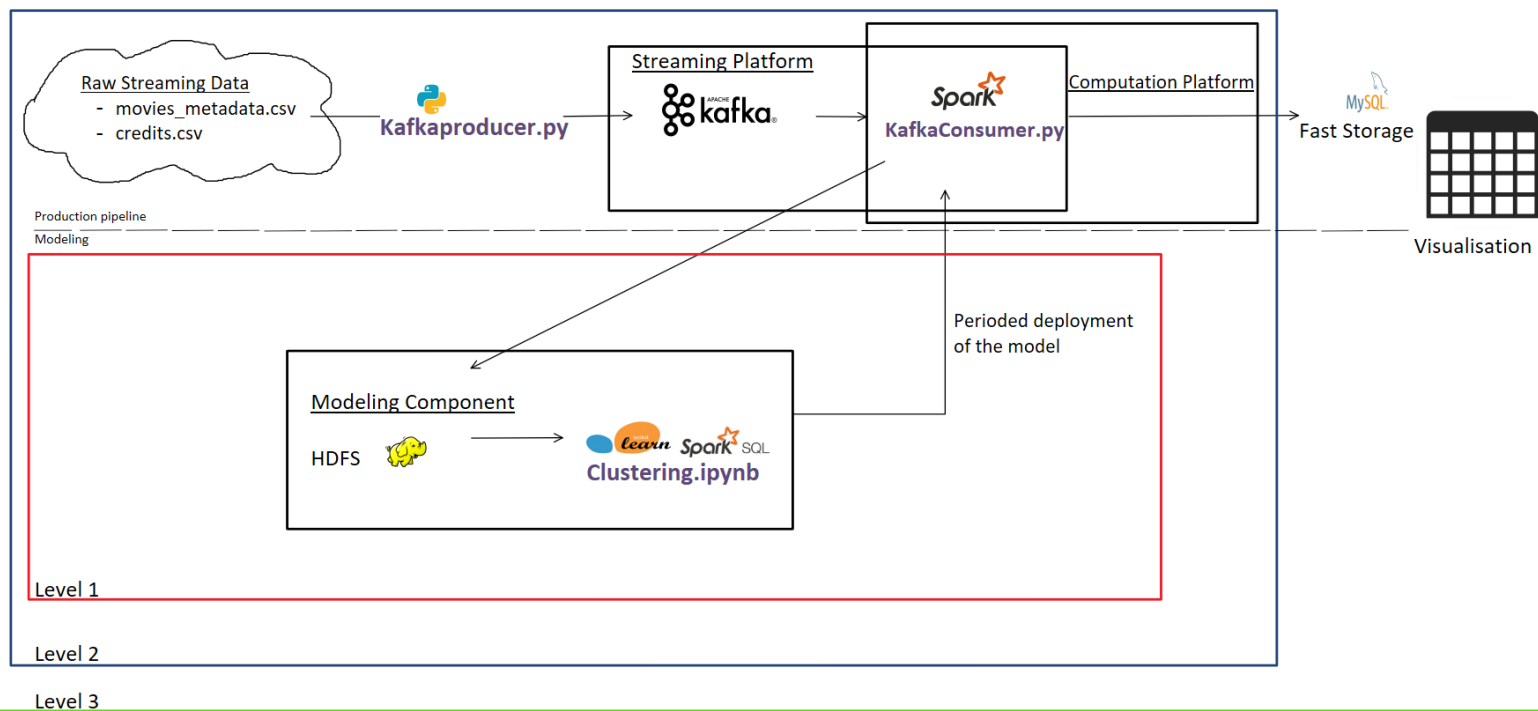 Raw Streaming Data
- movies_metadata.csv
- credits.csv
Kafkaproducer.py
Streaming Platform
APACHE
kafka®
Spark
KafkaConsumer.py
Computation Platform
MySQL
Fast Storage
Visualisation
Production pipeline
Modeling
Perioded deployment
of the model
Modeling Component
HDFS
learn
Spark SQL
Clustering.ipynb
Level 1
Level 2
Level 3